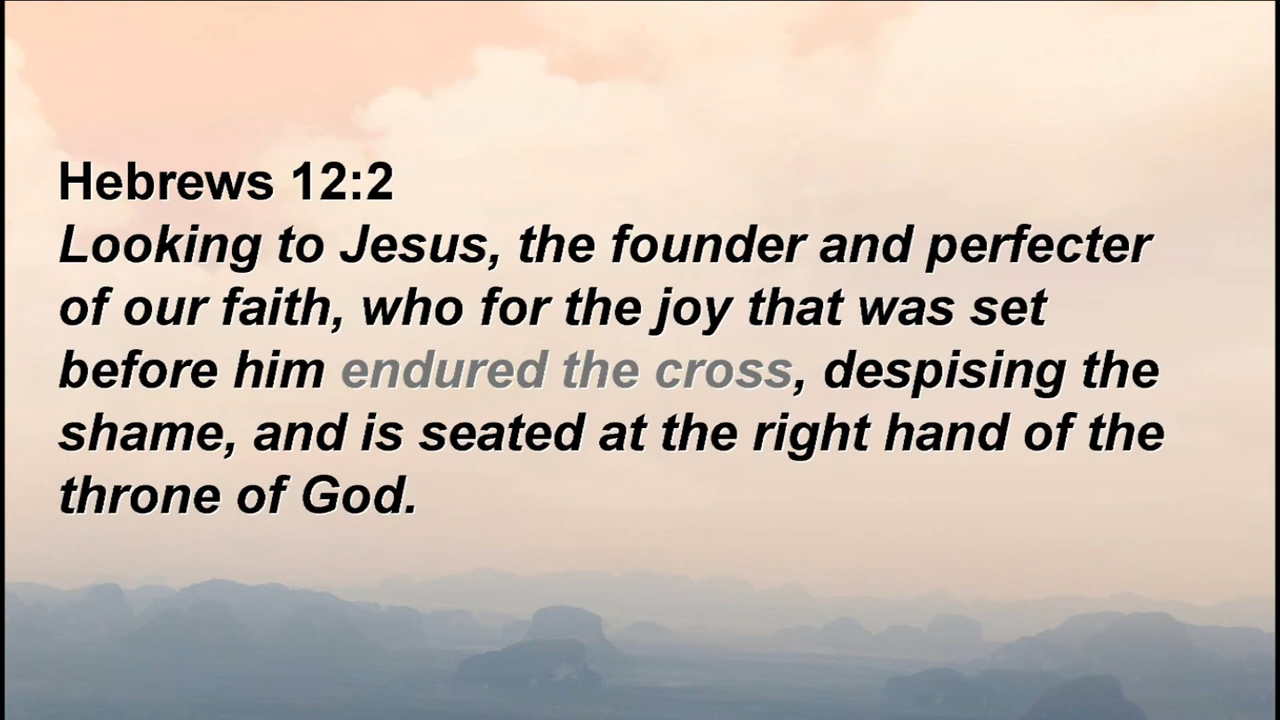 Hebrews 12:2
Looking to Jesus, the founder and perfecter
of our faith, who for the joy that was set
before him endured the cross, despising the
shame, and is seated at the right hand of the
throne of God.